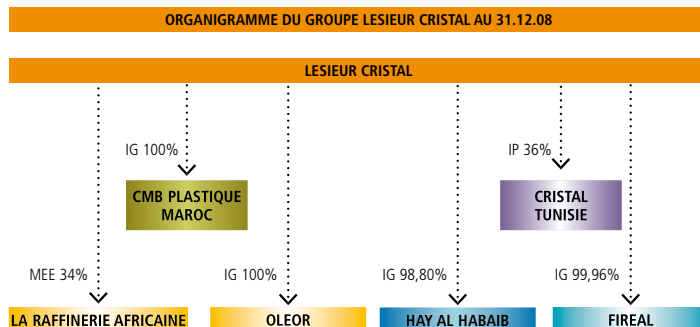 ORGANIGRAMME DU GROUPE LESIEUR CRISTAL AU 31.12.08
LESIEUR CRISTAL
IG 100%
IP 36%
CMB PLASTIQUE
MAROC
CRISTAL
TUNISIE
MEE 34%
IG 100%
IG 98,80%
IG 99,96%
LA RAFFINERIE AFRICAINE
OLEOR
HAY AL HABAIB
FIREAL